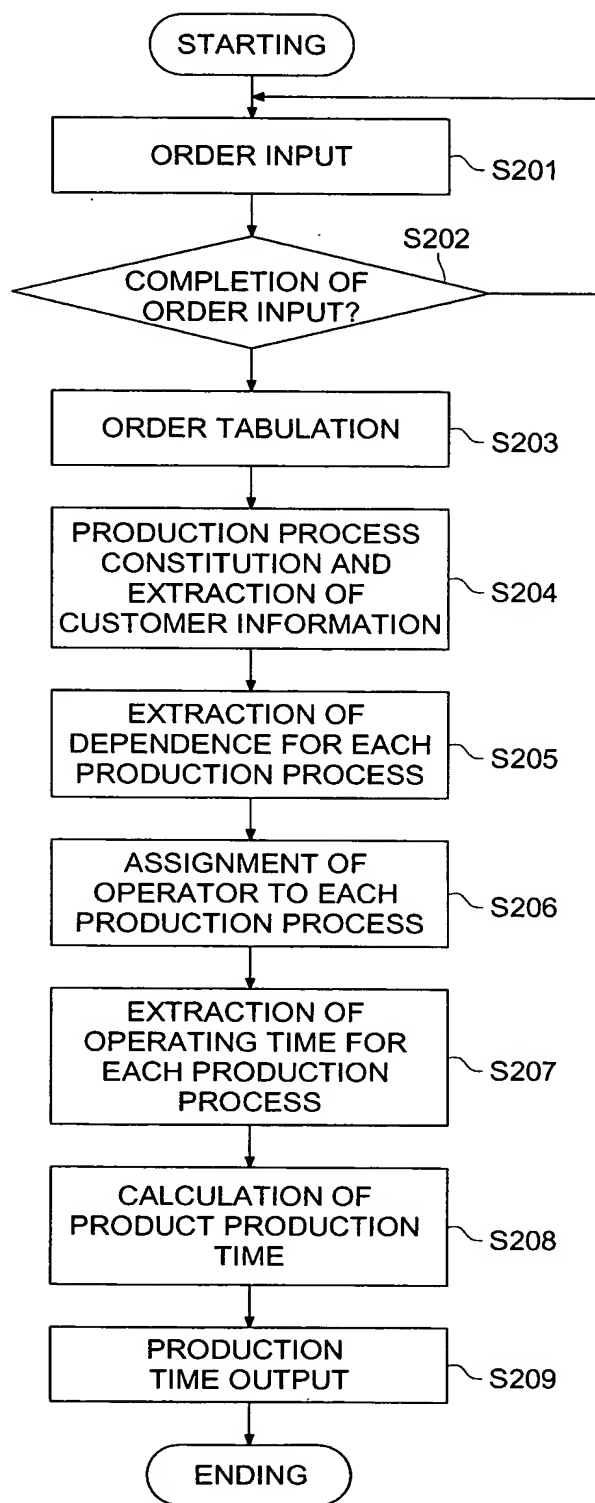 STARTING
ORDER INPUT
S201
S202
COMPLETION OF
ORDER INPUT?
ORDER TABULATION
S203
PRODUCTION PROCESS
CONSTITUTION AND
EXTRACTION OF
CUSTOMER INFORMATION
S204
EXTRACTION OF
DEPENDENCE FOR EACH
PRODUCTION PROCESS
S205
ASSIGNMENT OF
OPERATOR TO EACH
PRODUCTION PROCESS
S206
EXTRACTION OF
OPERATING TIME FOR
EACH PRODUCTION
PROCESS
S207
CALCULATION OF
PRODUCT PRODUCTION
TIME
S208
PRODUCTION
TIME OUTPUT
S209
ENDING